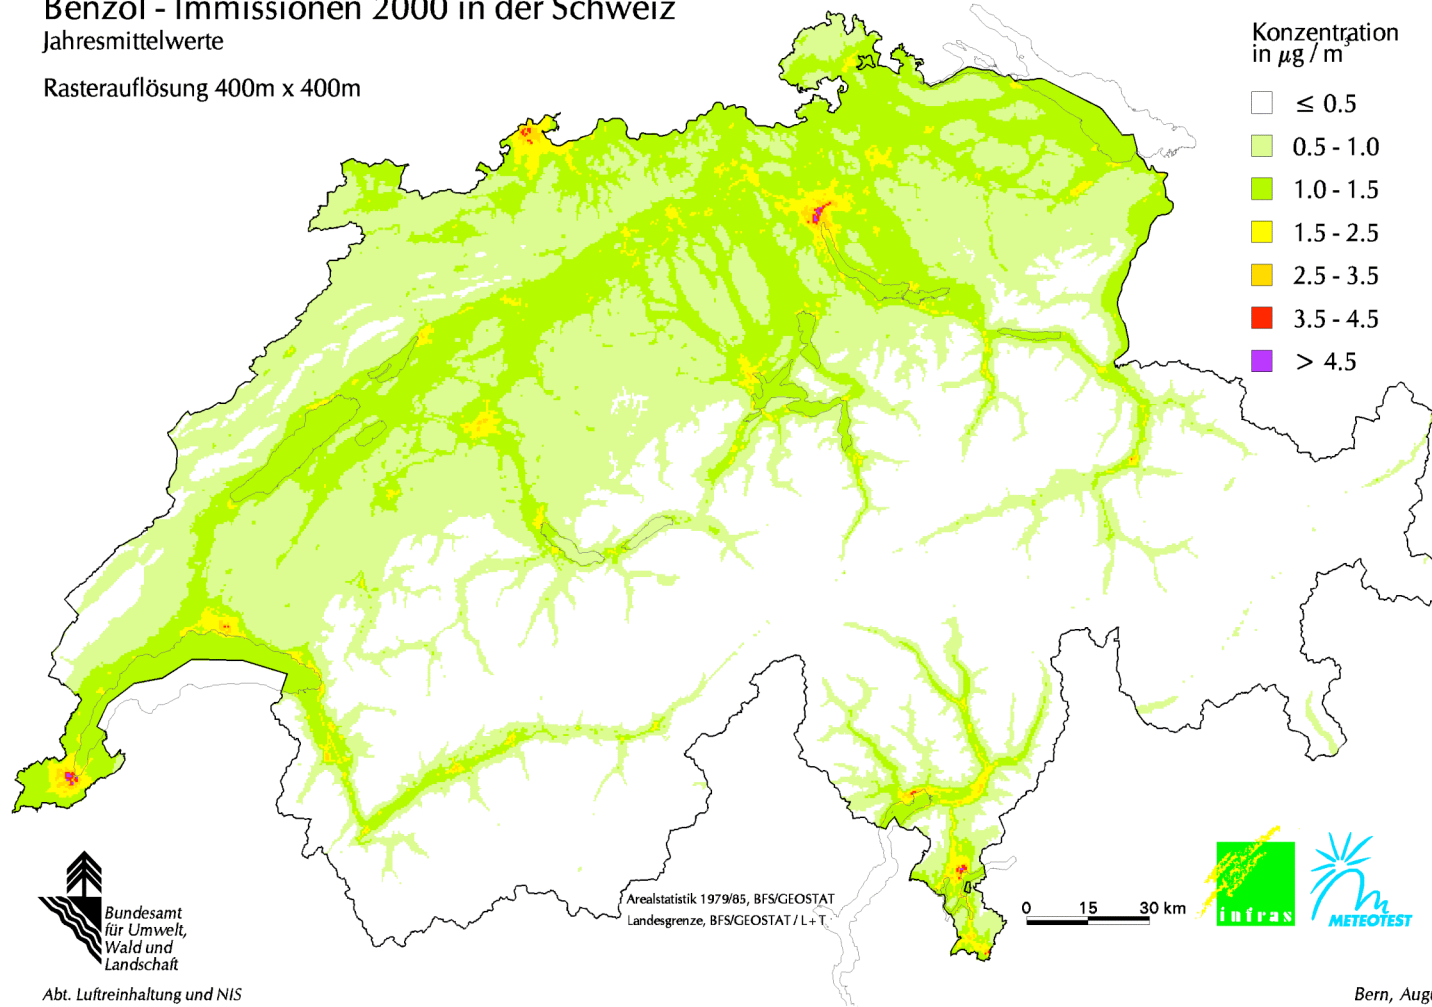 Benzol - Immissionen 2000 in der Schweiz
Jahresmittelwerte
Rasterauflösung 400m x 400m
Konzentration
in µg / m³
≤ 0.5
0.5 - 1.0
1.0 - 1.5
1.5 - 2.5
2.5 - 3.5
3.5 - 4.5
> 4.5
Bundesamt
für Umwelt,
Wald und
Landschaft
Abt. Luftreinhaltung und NIS
Arealstatistik 1979/85, BFS/GEOSTAT
Landesgrenze, BFS/GEOSTAT / L+T
0 15 30 km
infras
METEOTEST
Bern, Aug